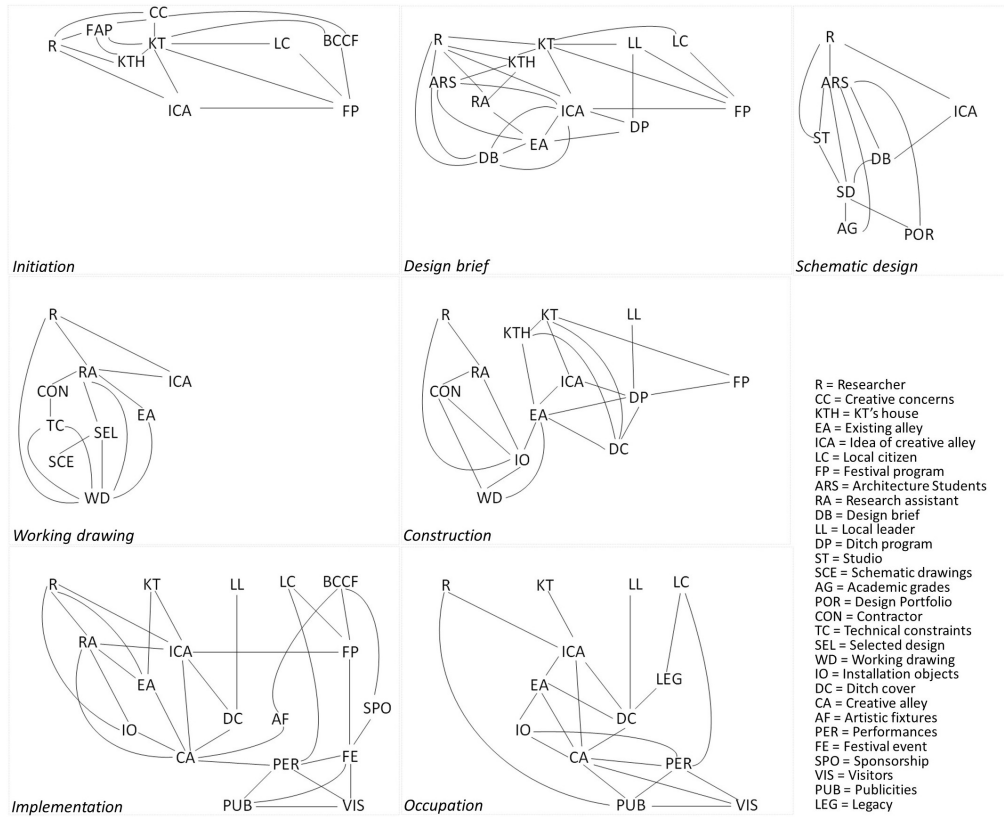 CC
FAP
R
KT
LC
BCCF
KTH
ICA
FP
Initiation
R
KT
LL
LC
KTH
ARS
RA
ICA
FP
DP
EA
DB
Design brief
R
ARS
ICA
ST
DB
SD
AG
POR
Schematic design
R
RA
ICA
CON
EA
TC
SEL
SCE
WD
Working drawing
R
KT
LL
KTH
RA
ICA
FP
CON
DP
EA
DC
IO
WD
Construction
R = Researcher
CC = Creative concerns
KTH = KT's house
EA = Existing alley
ICA = Idea of creative alley
LC = Local citizen
FP = Festival program
ARS = Architecture Students
RA = Research assistant
DB = Design brief
LL = Local leader
DP = Ditch program
ST = Studio
SCE = Schematic drawings
AG = Academic grades
POR = Design Portfolio
CON = Contractor
TC = Technical constraints
SEL = Selected design
WD = Working drawing
IO = Installation objects
DC = Ditch cover
CA = Creative alley
AF = Artistic fixtures
PER = Performances
FE = Festival event
SPO = Sponsorship
VIS = Visitors
PUB = Publicities
LEG = Legacy
R
KT
LL
LC
BCCF
RA
ICA
FP
EA
SPO
DC
AF
IO
CA
PER
FE
PUB
VIS
Implementation
R
KT
LL
LC
ICA
EA
LEG
DC
IO
CA
PER
PUB
VIS
Occupation